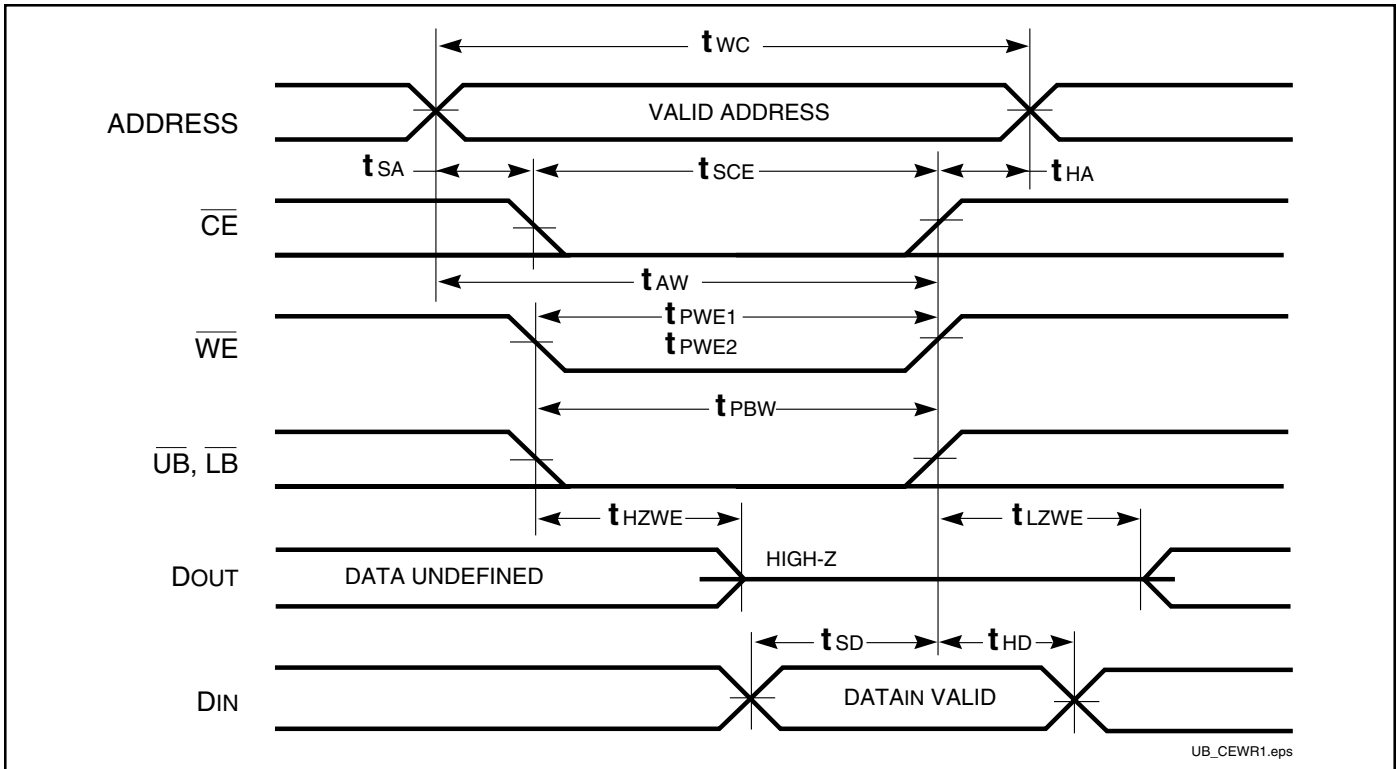 tWC
ADDRESS
VALID ADDRESS
tSA
tSCE
tHA
CE
tAW
tPWE1
WE
tPWE2
tPBW
UB, LB
tHZWE
tLZWE
DOUT
DATA UNDEFINED
HIGH-Z
tSD
tHD
DIN
DATAIN VALID
UB_CEWR1.eps